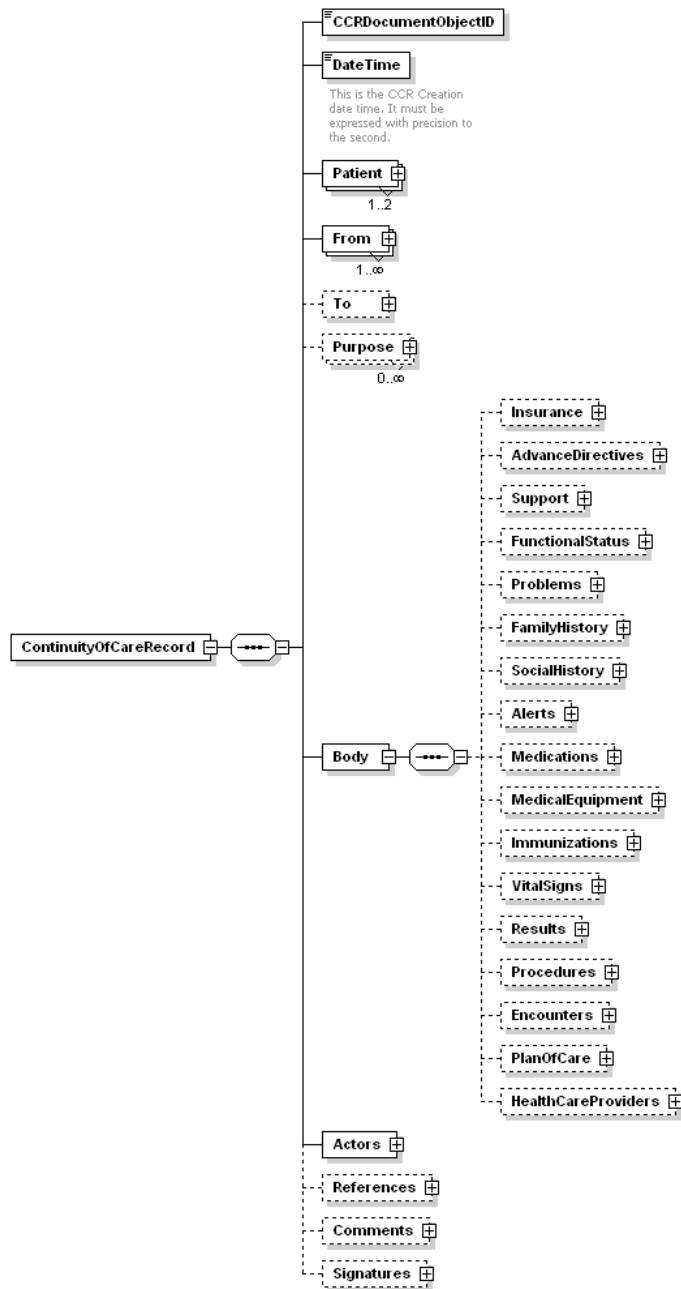 CCRDocumentObjectID
DateTime
This is the CCR Creation
date time. It must be
expressed with precision to
the second.
Patient
1..2
From
1..∞
To
Purpose
0..∞
Insurance
AdvanceDirectives
Support
FunctionalStatus
Problems
FamilyHistory
ContinuityOfCareRecord
SocialHistory
Alerts
Body
Medications
MedicalEquipment
Immunizations
VitalSigns
Results
Procedures
Encounters
PlanOfCare
HealthCareProviders
Actors
References
Comments
Signatures